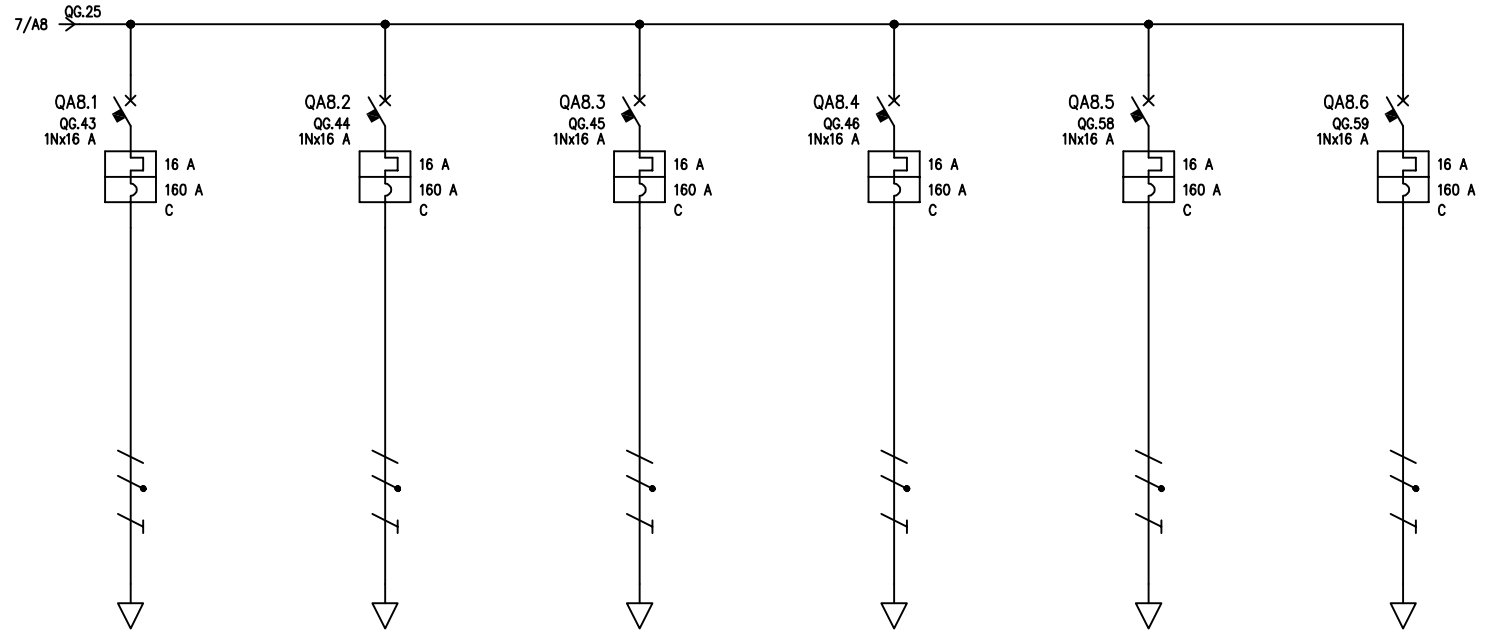 7/A8
QG.25
QA8.1
QG.43
1Nx16 A
16 A
160 A
C
QA8.2
QG.44
1Nx16 A
16 A
160 A
C
QA8.3
QG.45
1Nx16 A
16 A
160 A
C
QA8.4
QG.46
1Nx16 A
16 A
160 A
C
QA8.5
QG.58
1Nx16 A
16 A
160 A
C
QA8.6
QG.59
1Nx16 A
16 A
160 A
C